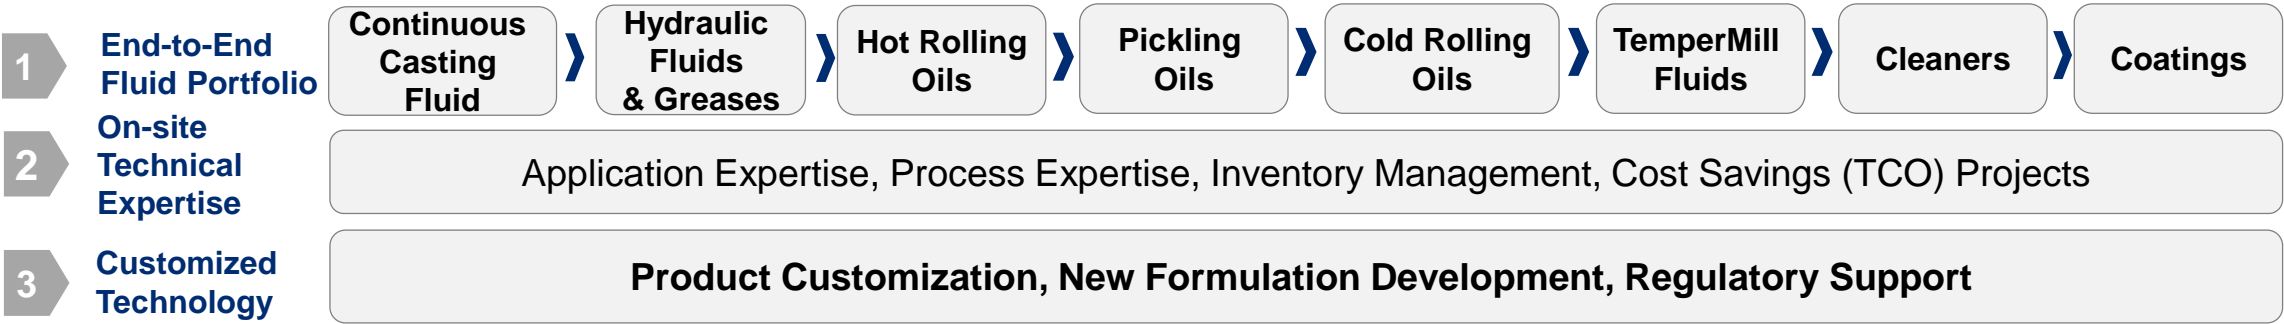 1
End-to-End
Fluid Portfolio
Continuous
Casting
Fluid
Hydraulic
Fluids
& Greases
Hot Rolling
Oils
Pickling
Oils
Cold Rolling
Oils
TemperMill
Fluids
Cleaners
Coatings
2
On-site
Technical
Expertise
Application Expertise, Process Expertise, Inventory Management, Cost Savings (TCO) Projects
3
Customized
Technology
Product Customization, New Formulation Development, Regulatory Support